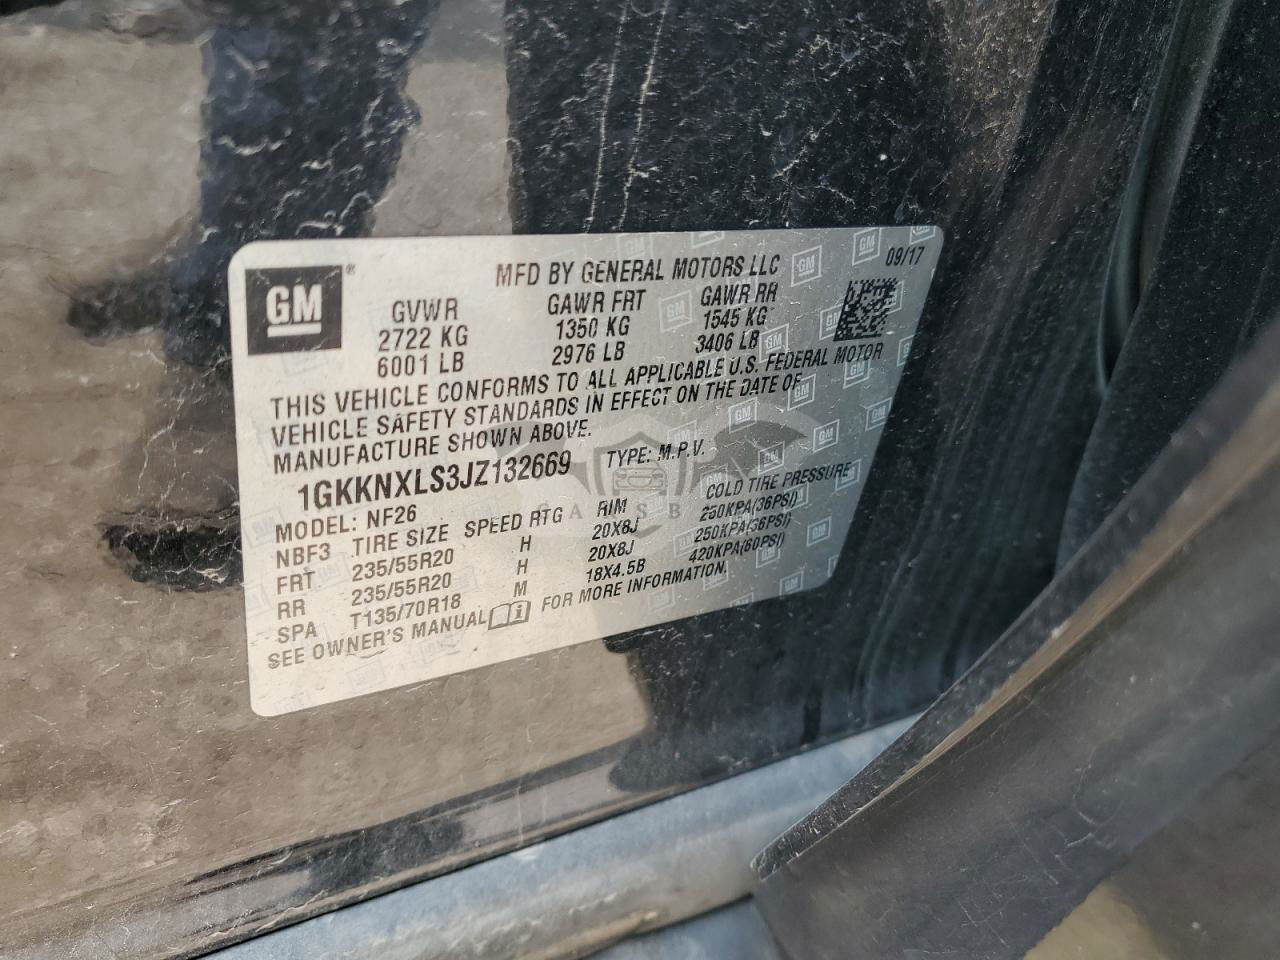 GM ® MFD BY GENERAL MOTORS LLC 09/17
GVWR GAWR FRT GAWR RR
2722 KG 1350 KG 1545 KG
6001 LB 2976 LB 3406 LB
THIS VEHICLE CONFORMS TO ALL APPLICABLE U.S. FEDERAL MOTOR
VEHICLE SAFETY STANDARDS IN EFFECT ON THE DATE OF
MANUFACTURE SHOWN ABOVE.
1GKKNXLS3JZ132669 TYPE: M.P.V.
MODEL: NF26
NBF3 TIRE SIZE SPEED RTG RIM COLD TIRE PRESSURE
FRT 235/55R20 H 20X8J 250KPA(36PSI)
RR 235/55R20 H 20X8J 250KPA(36PSI)
SPA T135/70R18 M 18X4.5B 420KPA(60PSI)
SEE OWNER'S MANUAL FOR MORE INFORMATION.